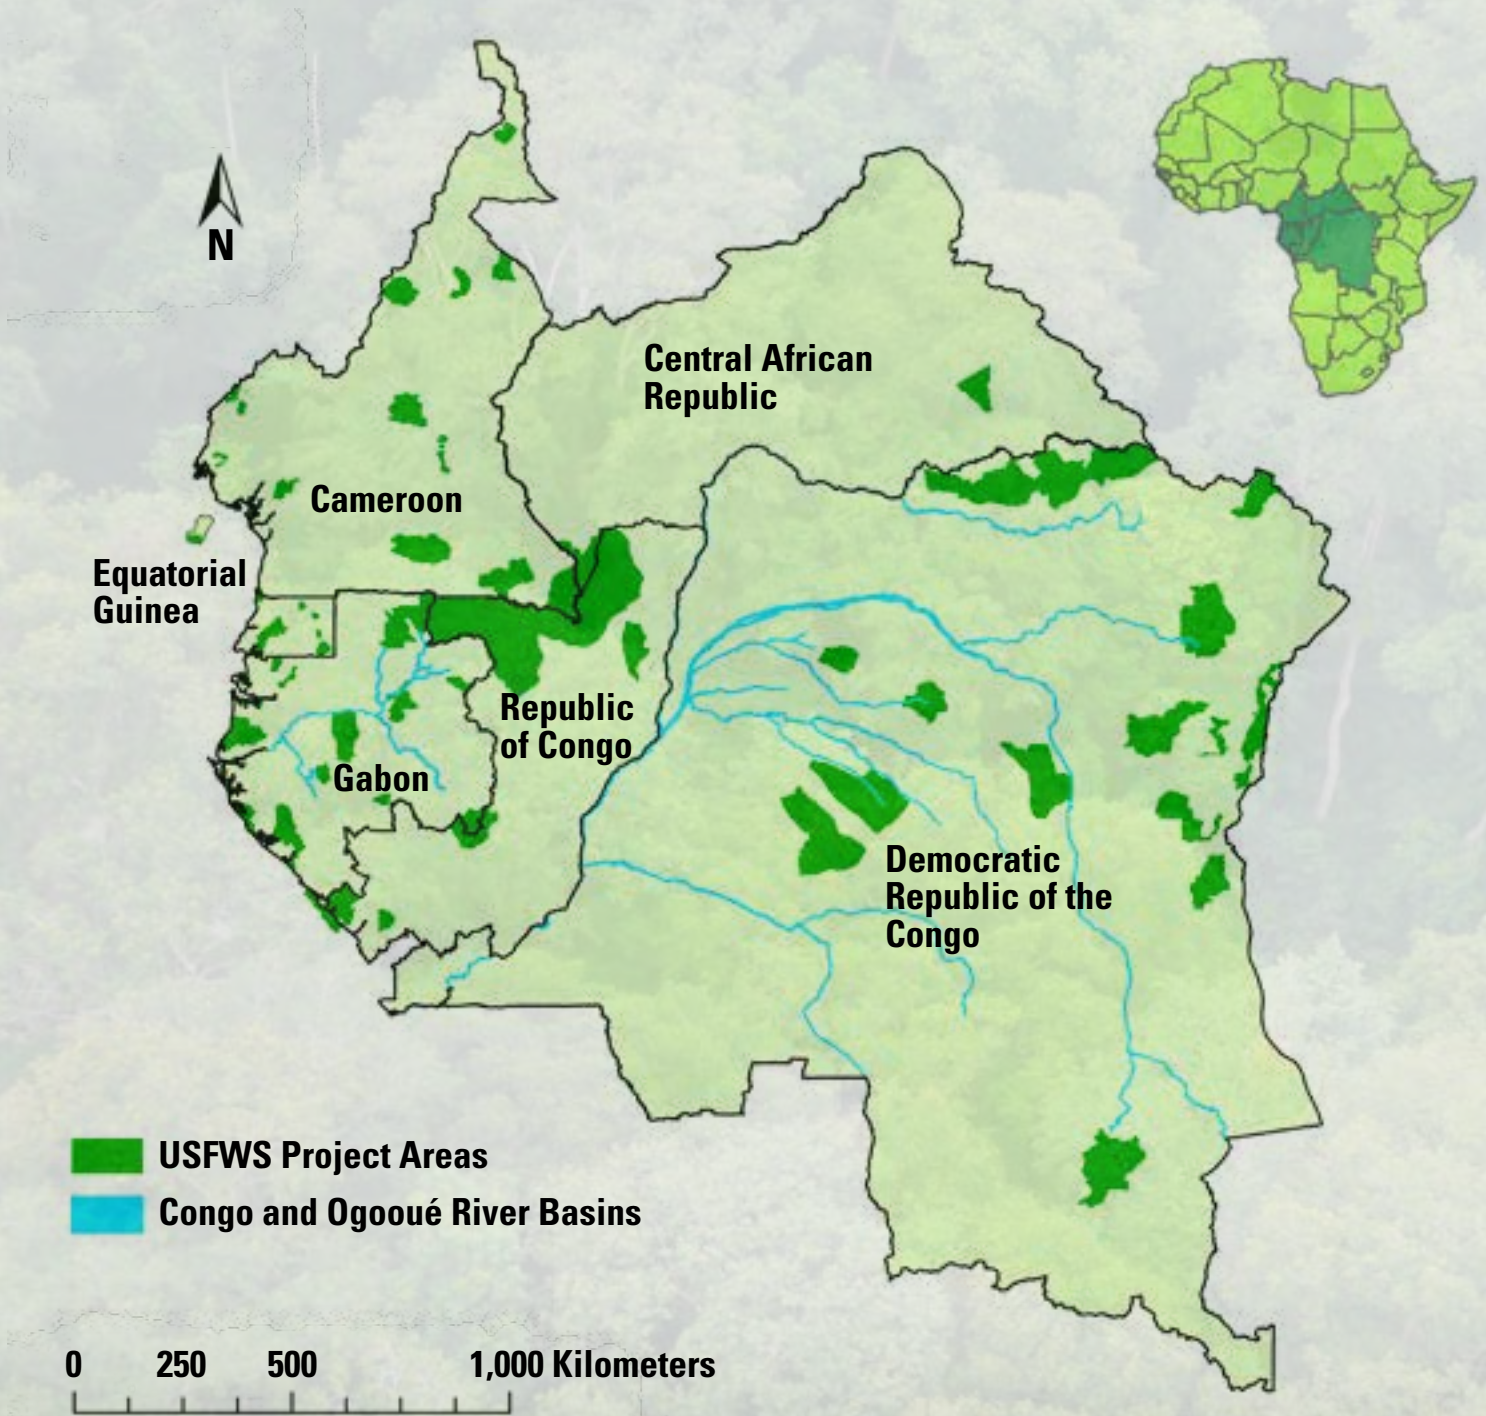 N
Central African
Republic
Cameroon
Equatorial
Guinea
Republic
of Congo
Gabon
Democratic
Republic of the
Congo
USFWS Project Areas
Congo and Ogooué River Basins
0 250 500 1,000 Kilometers